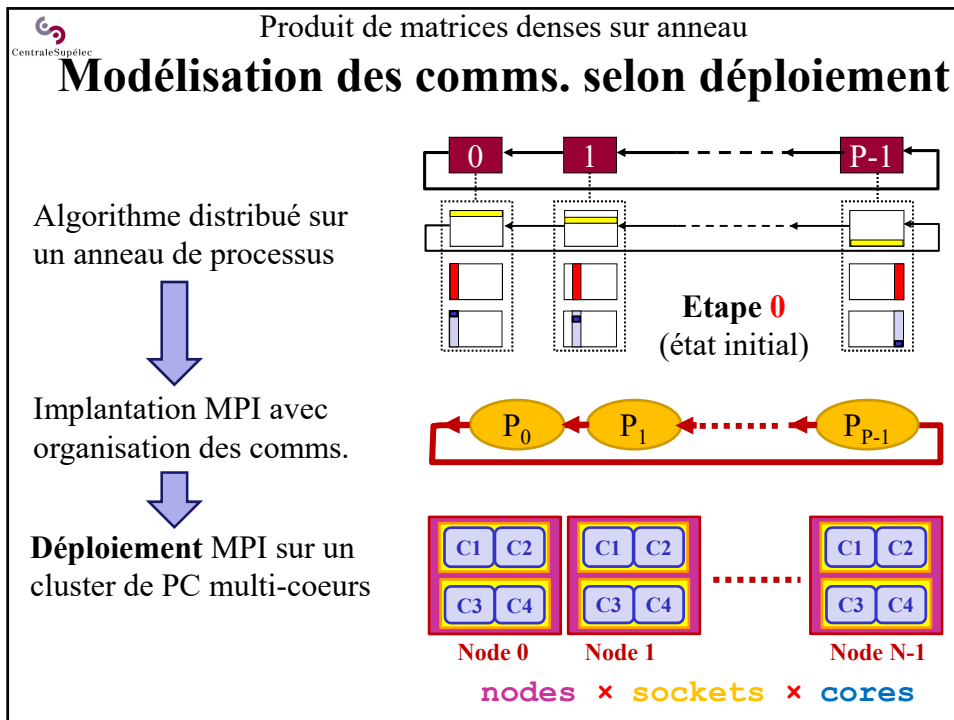 Produit de matrices denses sur anneau
CentraleSupélec
Modélisation des comms. selon déploiement
0 1 P-1
Algorithme distribué sur
un anneau de processus
Etape 0
(état initial)
Implantation MPI avec
organisation des comms.
P0 P1 PP-1
Déploiement MPI sur un
cluster de PC multi-coeurs
C1 C2 C1 C2 C1 C2
C3 C4 C3 C4 C3 C4
Node 0 Node 1 Node N-1
nodes × sockets × cores